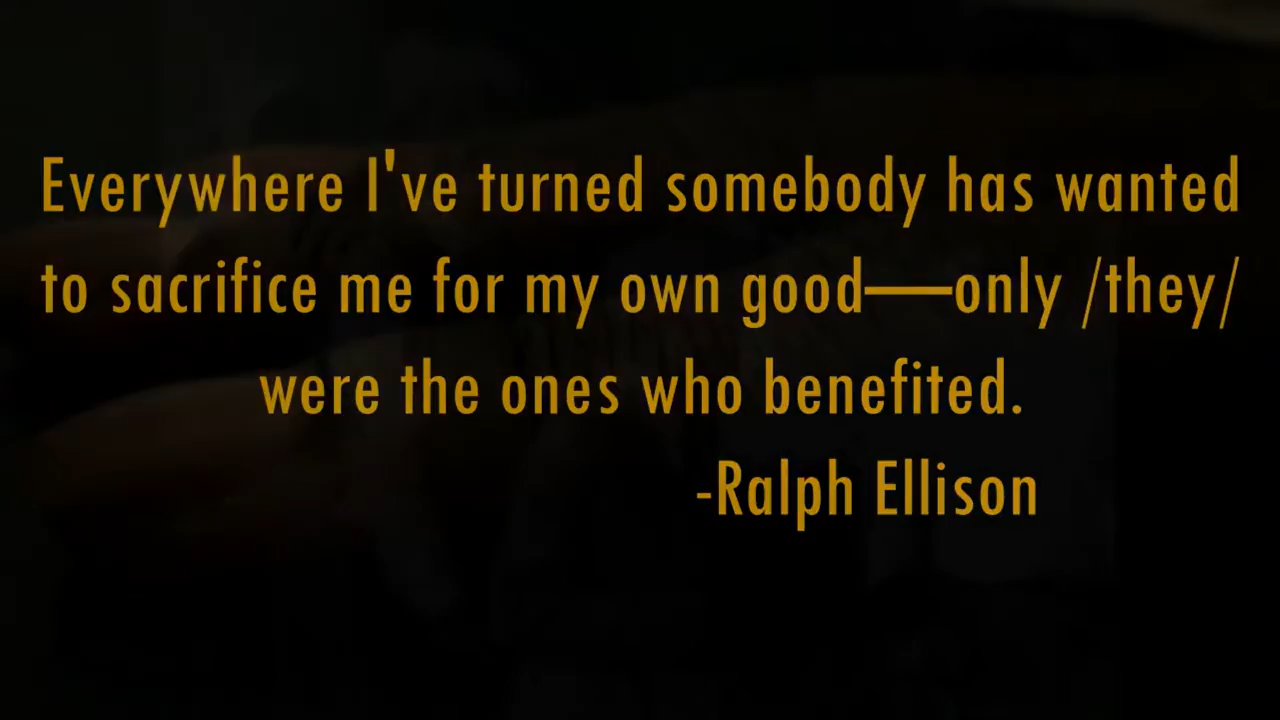 Everywhere I've turned somebody has wanted
to sacrifice me for my own good—only /they/
were the ones who benefited.
-Ralph Ellison